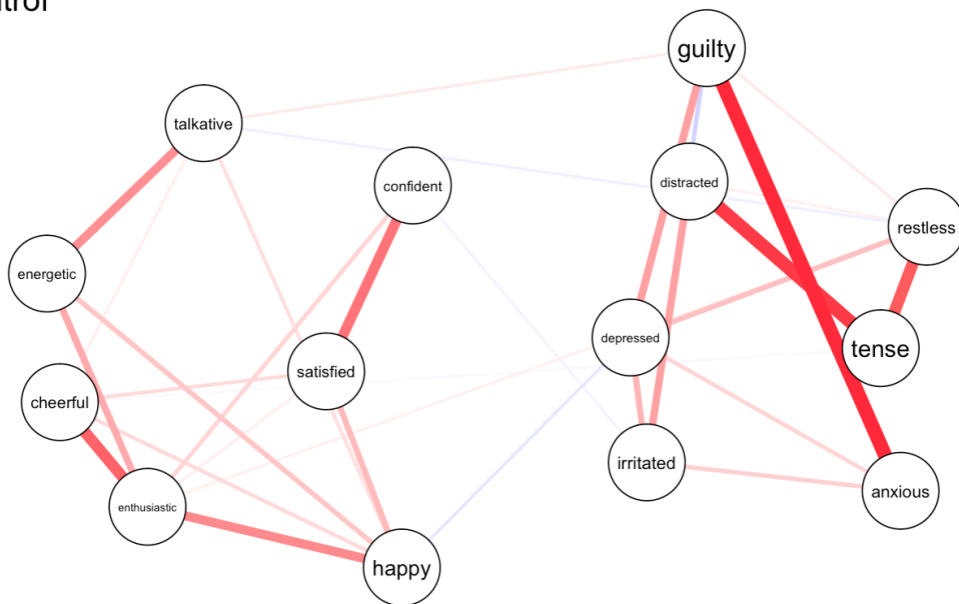 guilty
talkative
confident
distracted
restless
energetic
depressed
tense
satisfied
cheerful
irritated
anxious
enthusiastic
happy